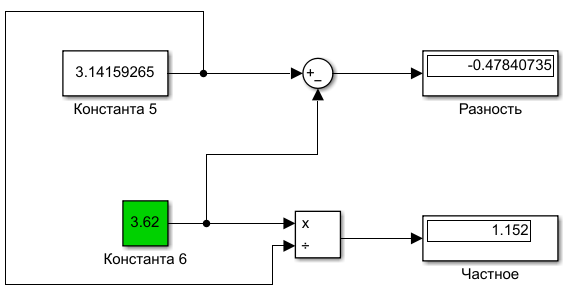 3.14159265
+
−
-0.47840735
Константа 5
Разность
3.62
x
÷
1.152
Константа 6
Частное